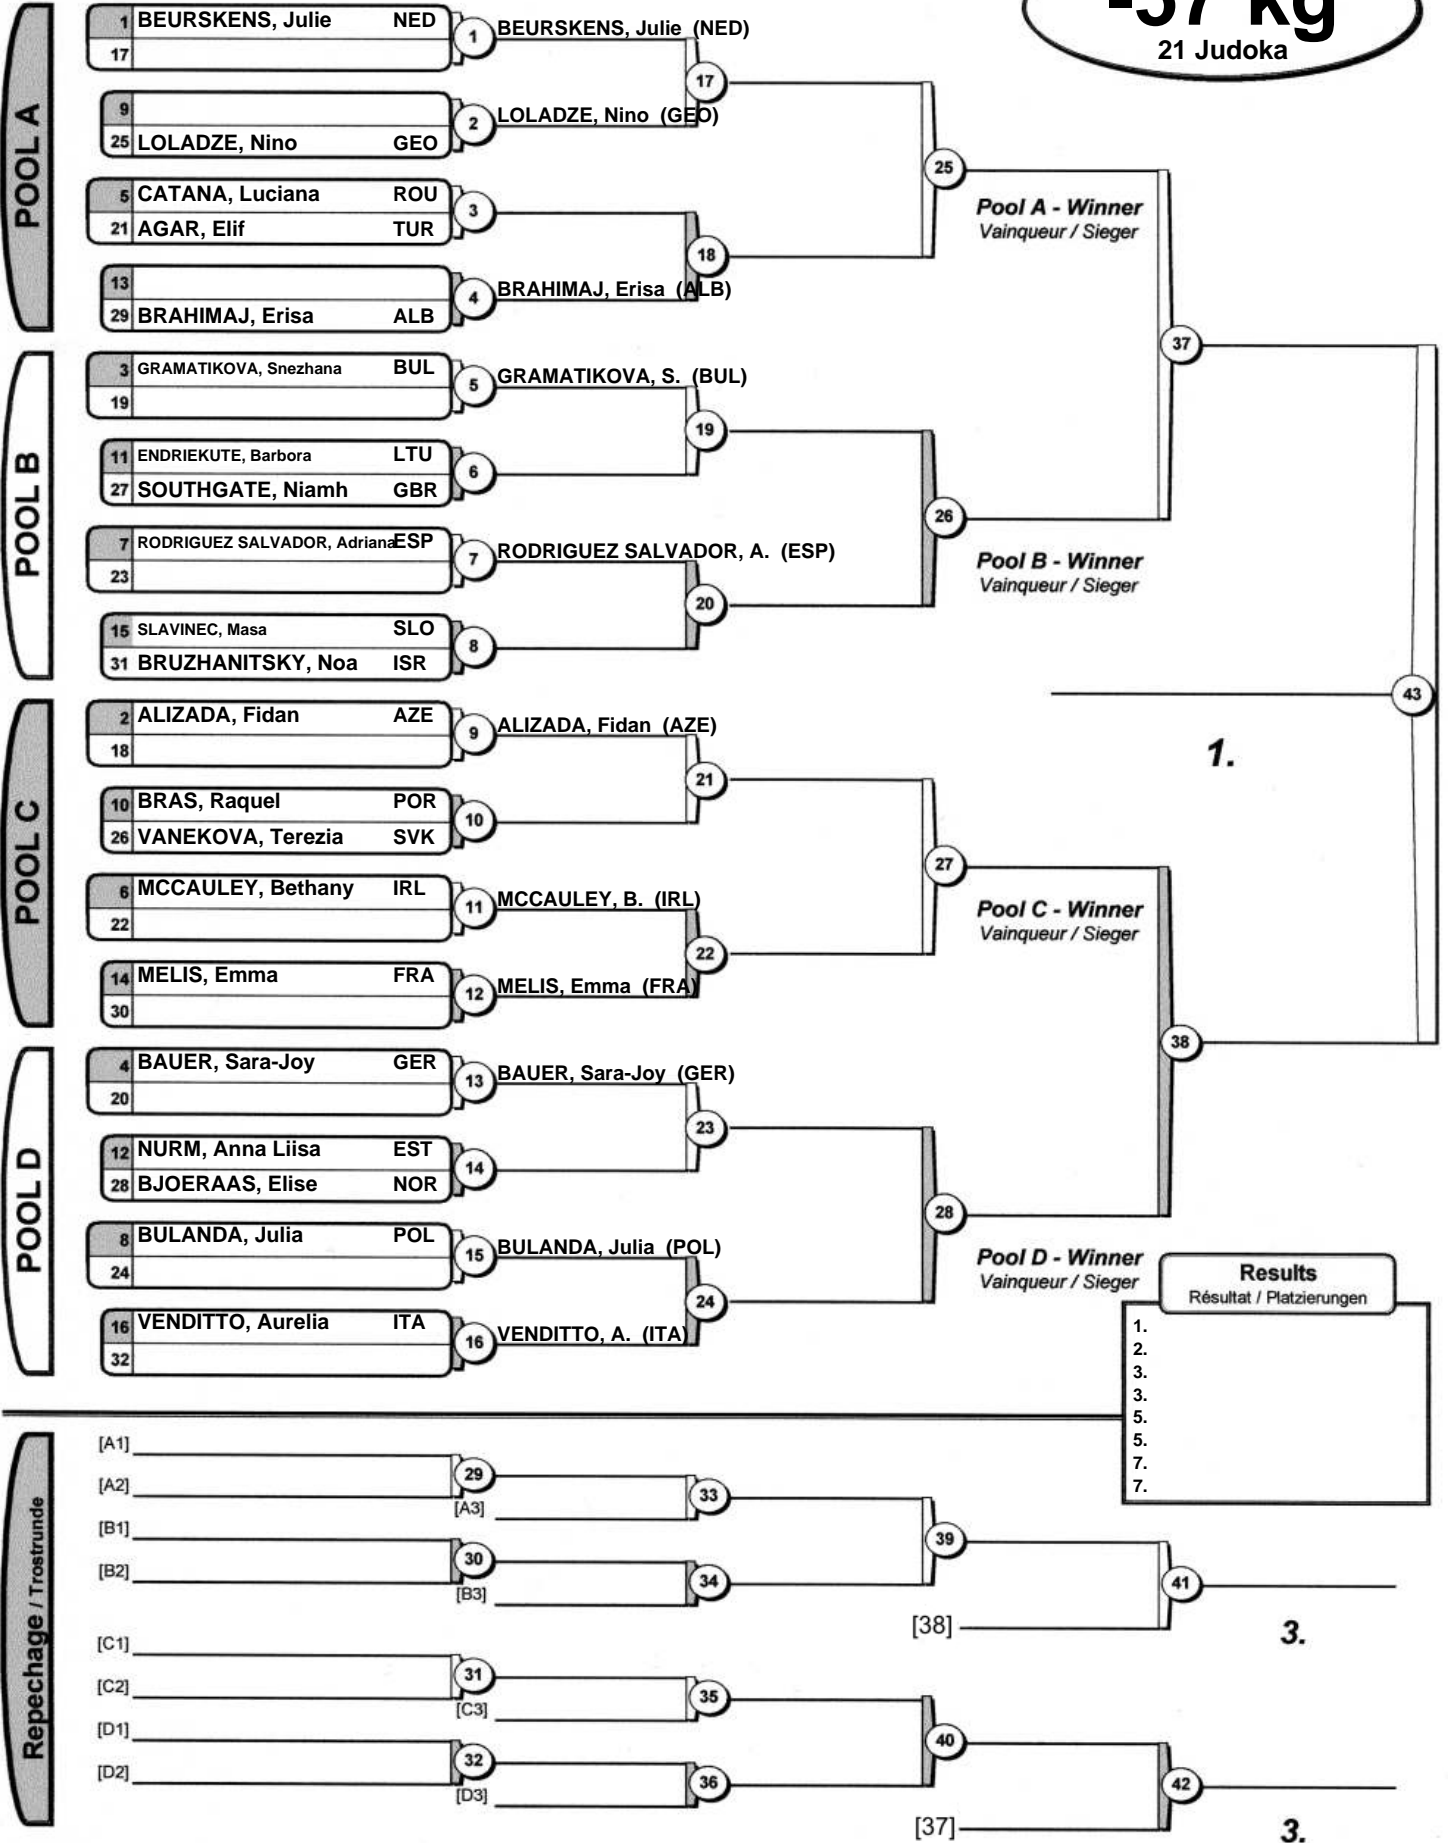 -57 kg
21 Judoka
POOL A
1 BEURSKENS, Julie NED
17
1 BEURSKENS, Julie (NED)
17
9
25 LOLADZE, Nino GEO
2 LOLADZE, Nino (GEO)
25
5 CATANA, Luciana ROU
21 AGAR, Elif TUR
3
18
Pool A - Winner
Vainqueur / Sieger
13
29 BRAHIMAJ, Erisa ALB
4 BRAHIMAJ, Erisa (ALB)
37
POOL B
3 GRAMATIKOVA, Snezhana BUL
19
5 GRAMATIKOVA, S. (BUL)
19
11 ENDRIEKUTE, Barbora LTU
27 SOUTHGATE, Niamh GBR
6
26
7 RODRIGUEZ SALVADOR, Adriana ESP
23
7 RODRIGUEZ SALVADOR, A. (ESP)
20
Pool B - Winner
Vainqueur / Sieger
15 SLAVINEC, Masa SLO
31 BRUZHANITSKY, Noa ISR
8
43
1.
POOL C
2 ALIZADA, Fidan AZE
18
9 ALIZADA, Fidan (AZE)
21
10 BRAS, Raquel POR
26 VANEKOVA, Terezia SVK
10
27
6 MCCAULEY, Bethany IRL
22
11 MCCAULEY, B. (IRL)
22
Pool C - Winner
Vainqueur / Sieger
14 MELIS, Emma FRA
30
12 MELIS, Emma (FRA)
38
POOL D
4 BAUER, Sara-Joy GER
20
13 BAUER, Sara-Joy (GER)
23
12 NURM, Anna Liisa EST
28 BJOERAAS, Elise NOR
14
28
8 BULANDA, Julia POL
24
15 BULANDA, Julia (POL)
24
Pool D - Winner
Vainqueur / Sieger
16 VENDITTO, Aurelia ITA
32
16 VENDITTO, A. (ITA)
Results
Résultat / Platzierungen
1.
2.
3.
3.
5.
5.
7.
7.
Repechage / Trostrunde
[A1]
[A2]
29
[A3]
33
[B1]
[B2]
30
[B3]
34
39
[38]
41
3.
[C1]
[C2]
31
[C3]
35
[D1]
[D2]
32
[D3]
36
40
[37]
42
3.